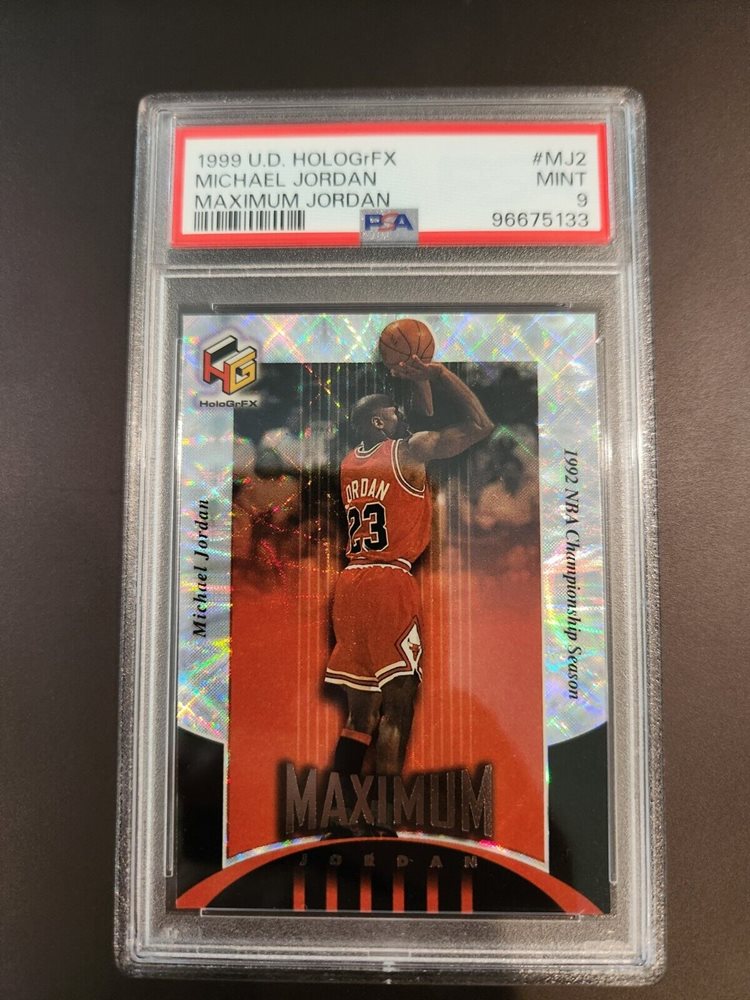 1999 U.D. HOLOGrFX #MJ2
MICHAEL JORDAN MINT
MAXIMUM JORDAN 9
PSA 96675133
HG
HoloGrFX
Michael Jordan
1992 NBA Championship Season
ORDAN
23
MAXIMUM
JORDAN